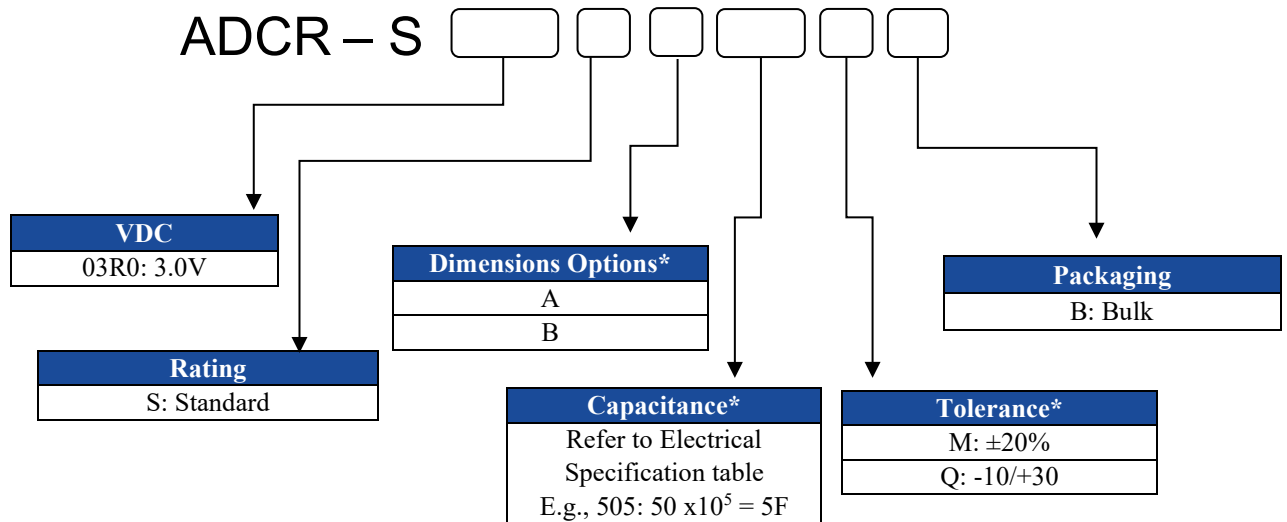 ADCR – S
VDC
03R0: 3.0V
Rating
S: Standard
Dimensions Options*
A
B
Capacitance*
Refer to Electrical
Specification table
E.g., 505: 50 x10⁵ = 5F
Tolerance*
M: ±20%
Q: -10/+30
Packaging
B: Bulk